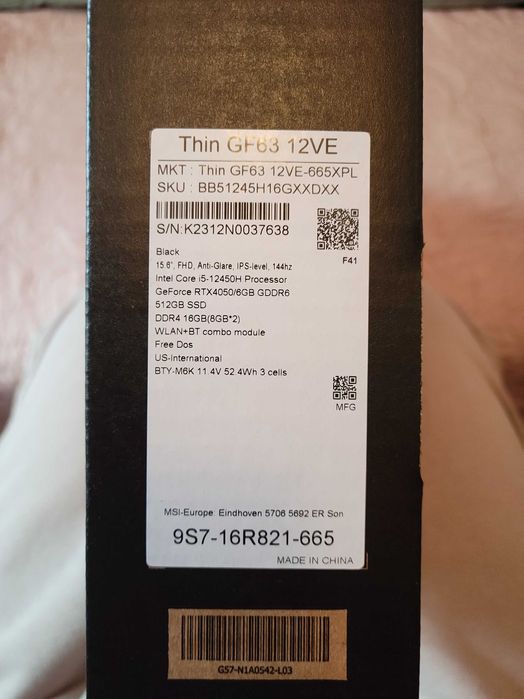 Thin GF63 12VE
MKT : Thin GF63 12VE-665XPL
SKU : BB51245H16GXXDXX
S/N:K2312N0037638
F41
Black
15.6", FHD, Anti-Glare, IPS-level, 144hz
Intel Core i5-12450H Processor
GeForce RTX4050/6GB GDDR6
512GB SSD
DDR4 16GB(8GB*2)
WLAN+BT combo module
Free Dos
US-International
BTY-M6K 11.4V 52.4Wh 3 cells
MFG
MSI-Europe: Eindhoven 5706 5692 ER Son
9S7-16R821-665
MADE IN CHINA
G57-N1A0542-L03